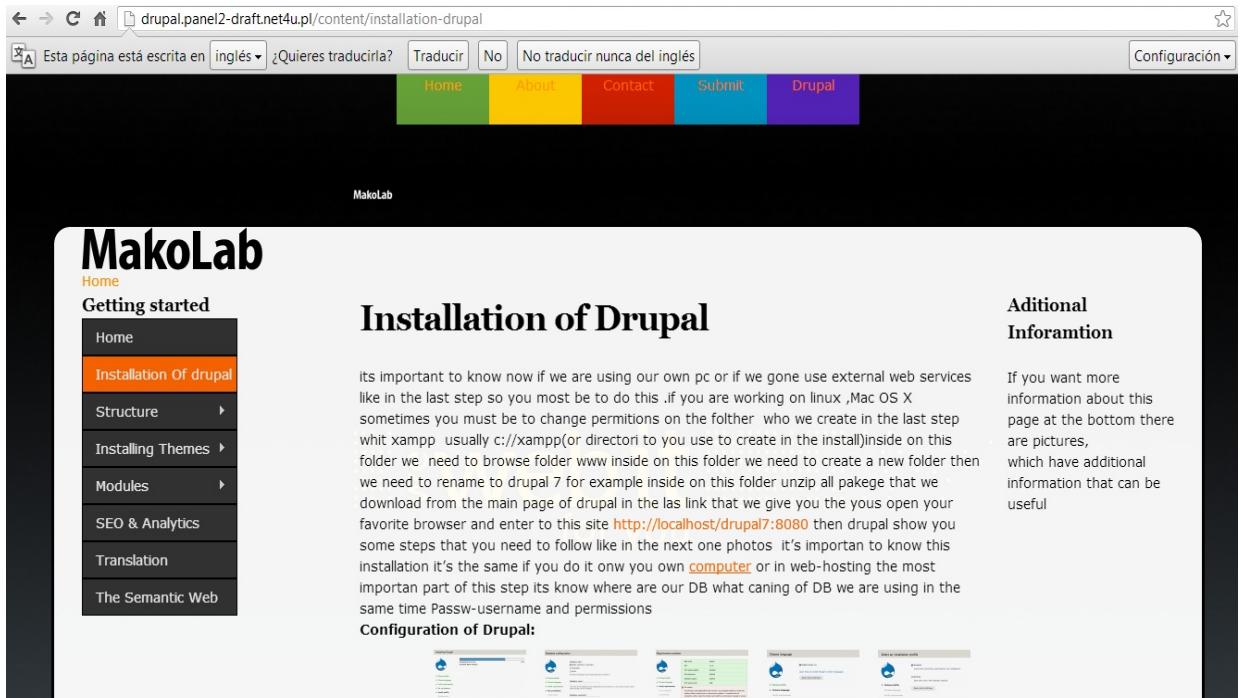 drupal.panel2-draft.net4u.pl/content/installation-drupal
Esta página está escrita en inglés ¿Quieres traducirla? Traducir No No traducir nunca del inglés Configuración
Home About Contact Submit Drupal
MakoLab
MakoLab
Home
Getting started
Home
Installation Of drupal
Structure
Installing Themes
Modules
SEO & Analytics
Translation
The Semantic Web
Installation of Drupal
its important to know now if we are using our own pc or if we gone use external web services
like in the last step so you most be to do this .if you are working on linux ,Mac OS X
sometimes you must be to change permitions on the folther who we create in the last step
whit xampp usually c://xampp(or directori to you use to create in the install)inside on this
folder we need to browse folder www inside on this folder we need to create a new folder then
we need to rename to drupal 7 for example inside on this folder unzip all pakege that we
download from the main page of drupal in the las link that we give you the yous open your
favorite browser and enter to this site http://localhost/drupal7:8080 then drupal show you
some steps that you need to follow like in the next one photos it's importan to know this
installation it's the same if you do it onw you own computer or in web-hosting the most
importan part of this step its know where are our DB what caning of DB we are using in the
same time Passw-username and permissions
Configuration of Drupal:
Aditional
Inforamtion
If you want more
information about this
page at the bottom there
are pictures,
which have additional
information that can be
useful